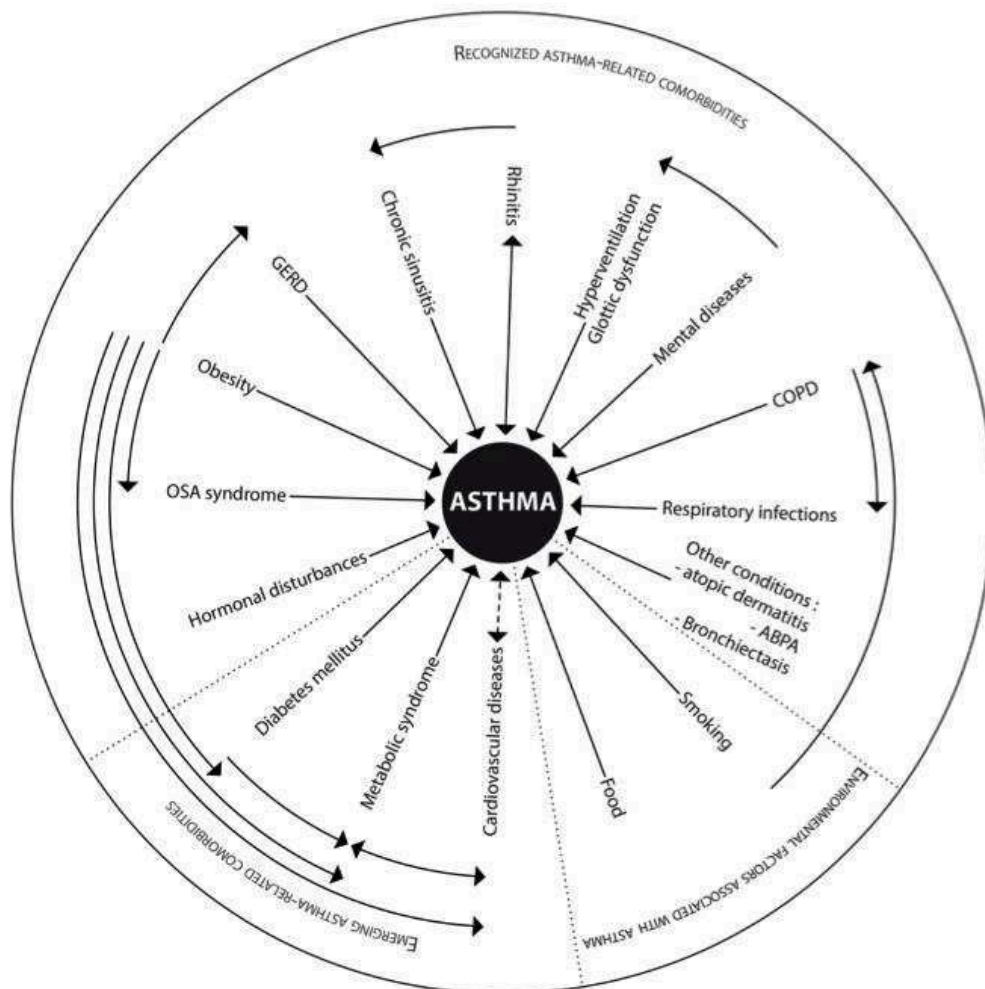 RECOGNIZED ASTHMA-RELATED COMORBIDITIES
Rhinitis
Chronic sinusitis
Hyperventilation
Glottic dysfunction
GERD
Mental diseases
Obesity
COPD
OSA syndrome
ASTHMA
Respiratory infections
Hormonal disturbances
Other conditions :
- atopic dermatitis
- ABPA
- Bronchiectasis
Diabetes mellitus
Smoking
Metabolic syndrome
Cardiovascular diseases
Food
EMERGING ASTHMA-RELATED COMORBIDITIES
ENVIRONMENTAL FACTORS ASSOCIATED WITH ASTHMA